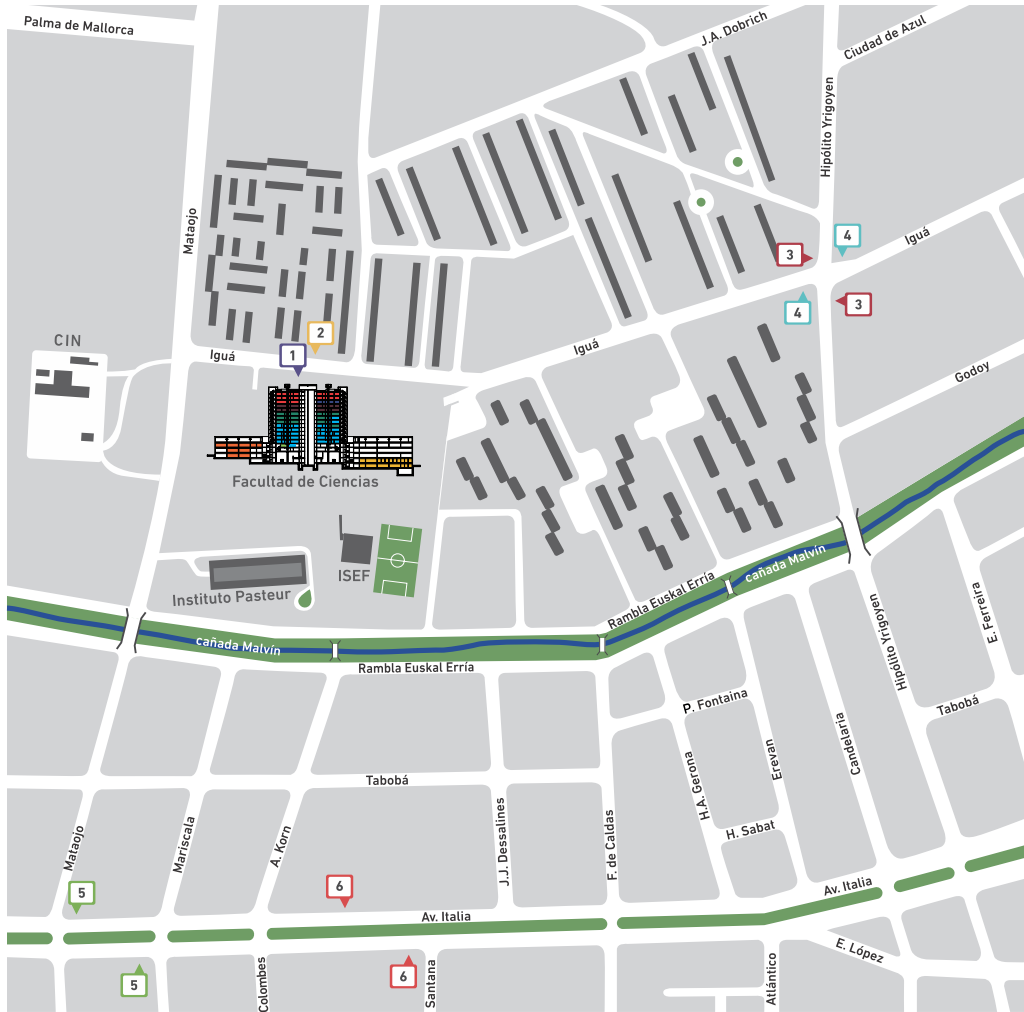 Palma de Mallorca
J.A. Dobrich
Ciudad de Azul
Hipólito Yrigoyen
Mataojo
4
Iguá
3
3
4
2
1
Iguá
Iguá
CIN
Godoy
Facultad de Ciencias
ISEF
Instituto Pasteur
cañada Malvín
Rambla Euskal Erría
cañada Malvín
Rambla Euskal Erría
Hipólito Yrigoyen
E. Ferreira
P. Fontaina
Tabobá
Candelaria
Erevan
H.A. Gerona
Tabobá
H. Sabat
Mataojo
Mariscala
A. Korn
J.J. Dessalines
F. de Caldas
5
6
Av. Italia
Av. Italia
E. López
5
6
Colombes
Santana
Atlántico